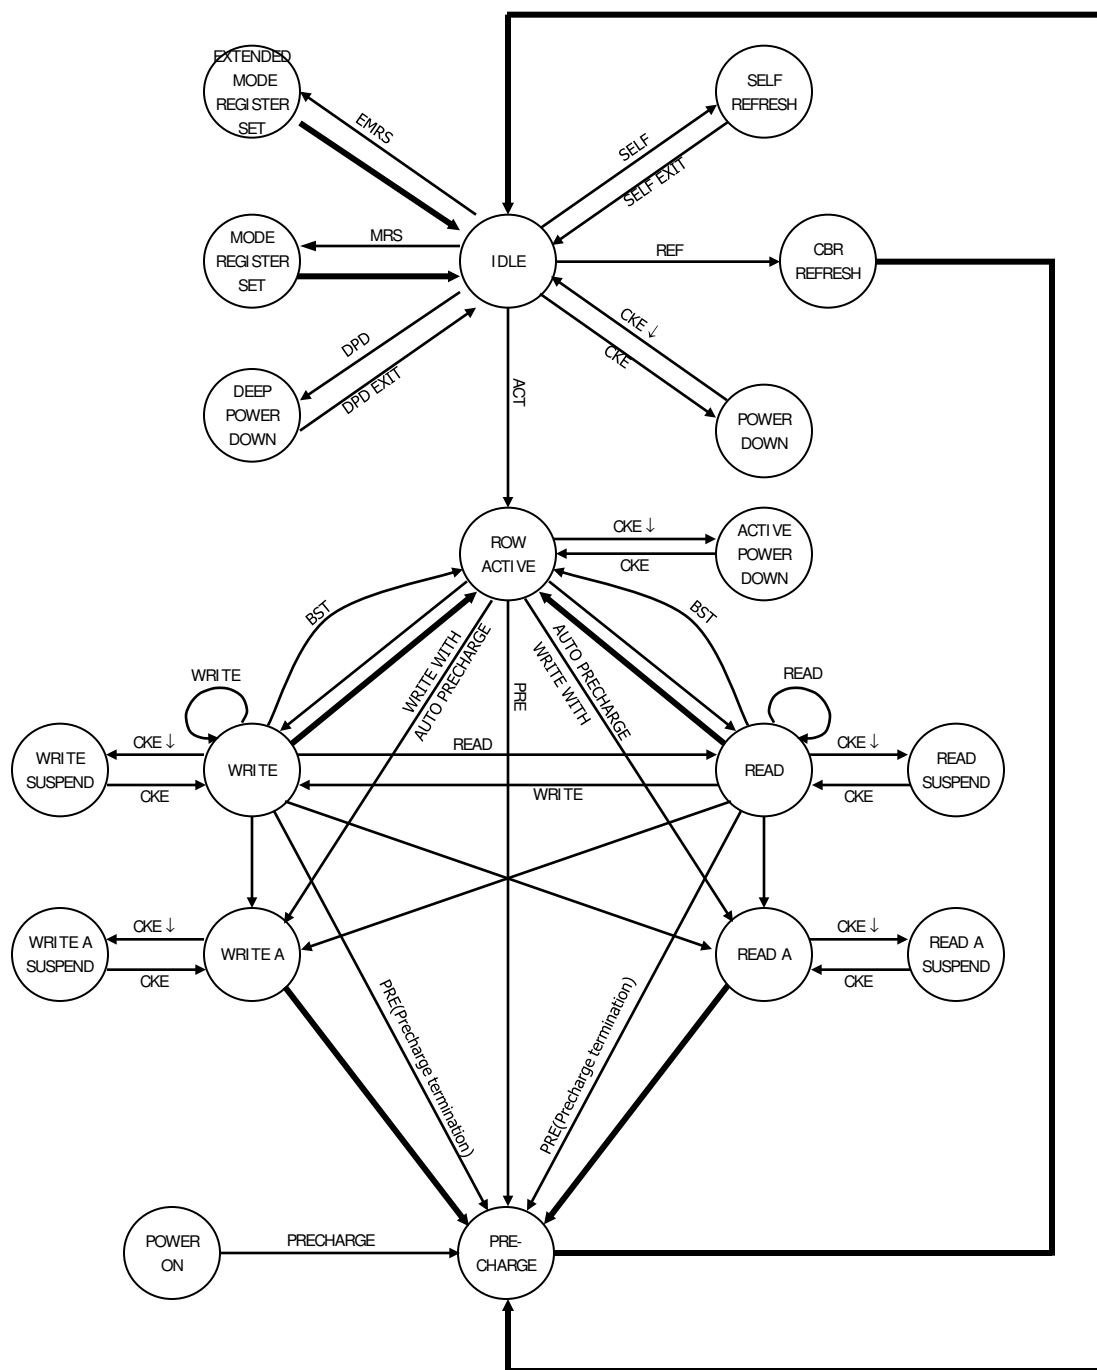 EXTENDED
MODE
REGISTER
SET
SELF
REFRESH
EMRS
SELF
SELF EXIT
MODE
REGISTER
SET
MRS
IDLE
REF
CBR
REFRESH
DPD
DPD EXIT
CKE ↓
CKE
DEEP
POWER
DOWN
ACT
POWER
DOWN
ROW
ACTIVE
CKE ↓
CKE
ACTIVE
POWER
DOWN
BST
WRITE WITH
AUTO PRECHARGE
PRE
AUTO PRECHARGE
WRITE WITH
BST
WRITE
READ
WRITE
SUSPEND
CKE ↓
CKE
WRITE
READ
WRITE
READ
CKE ↓
CKE
READ
SUSPEND
WRITE A
SUSPEND
CKE ↓
CKE
WRITE A
READ A
CKE ↓
CKE
READ A
SUSPEND
PRE(Precharge termination)
PRE(Precharge termination)
POWER
ON
PRECHARGE
PRE-
CHARGE